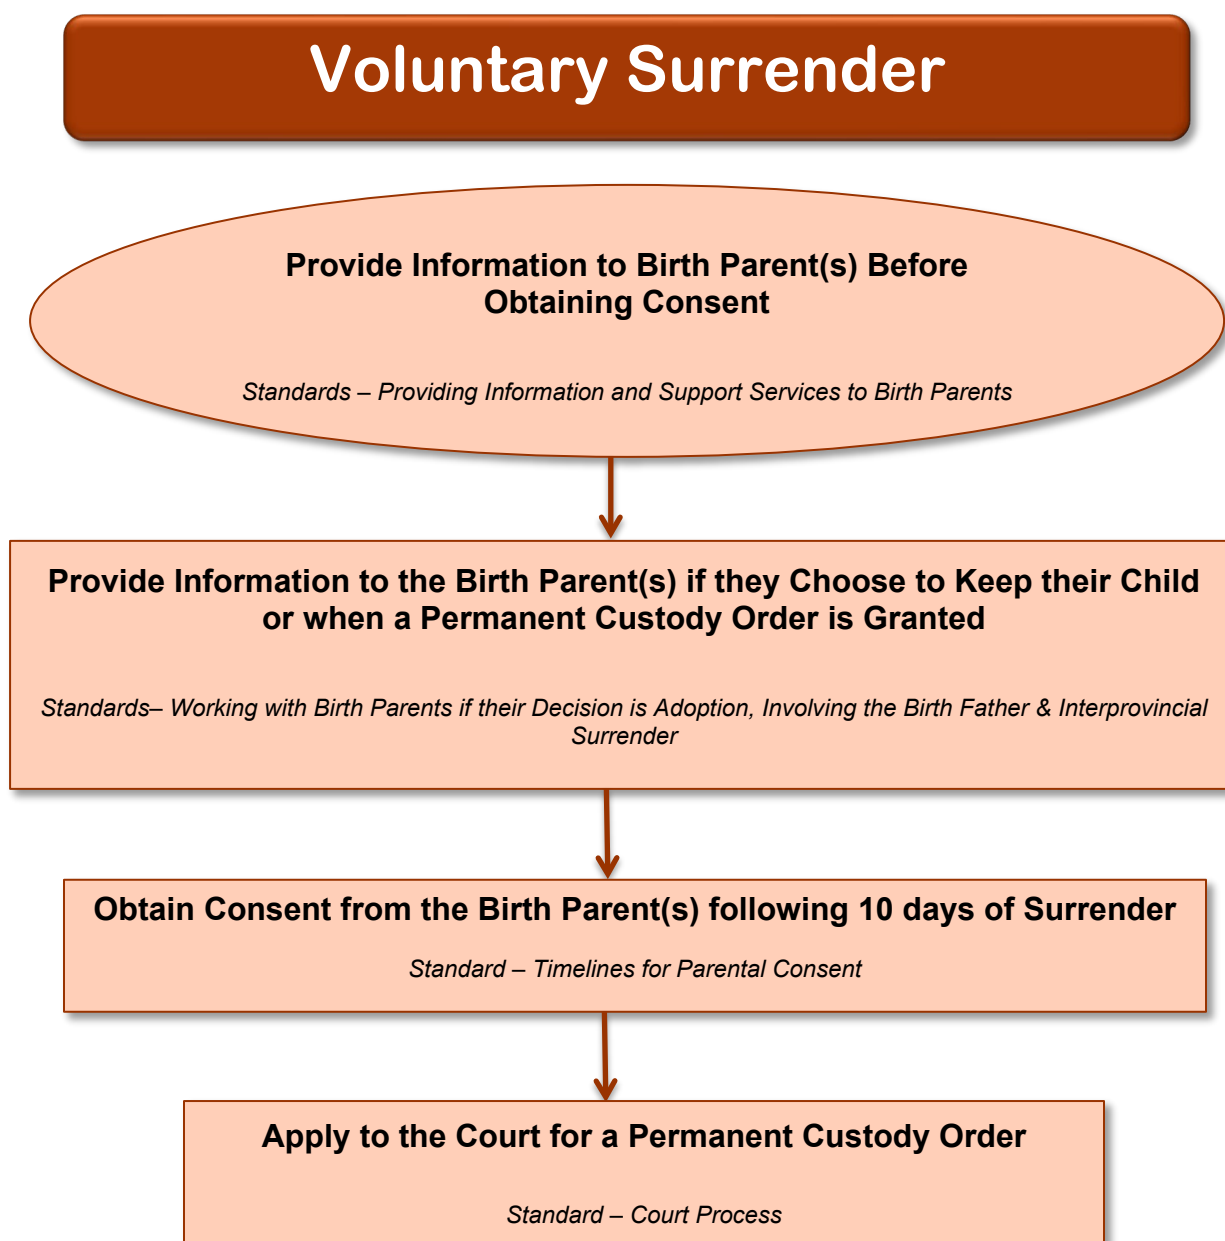 Voluntary Surrender
Provide Information to Birth Parent(s) Before
Obtaining Consent
Standards – Providing Information and Support Services to Birth Parents
Provide Information to the Birth Parent(s) if they Choose to Keep their Child
or when a Permanent Custody Order is Granted
Standards– Working with Birth Parents if their Decision is Adoption, Involving the Birth Father & Interprovincial
Surrender
Obtain Consent from the Birth Parent(s) following 10 days of Surrender
Standard – Timelines for Parental Consent
Apply to the Court for a Permanent Custody Order
Standard – Court Process